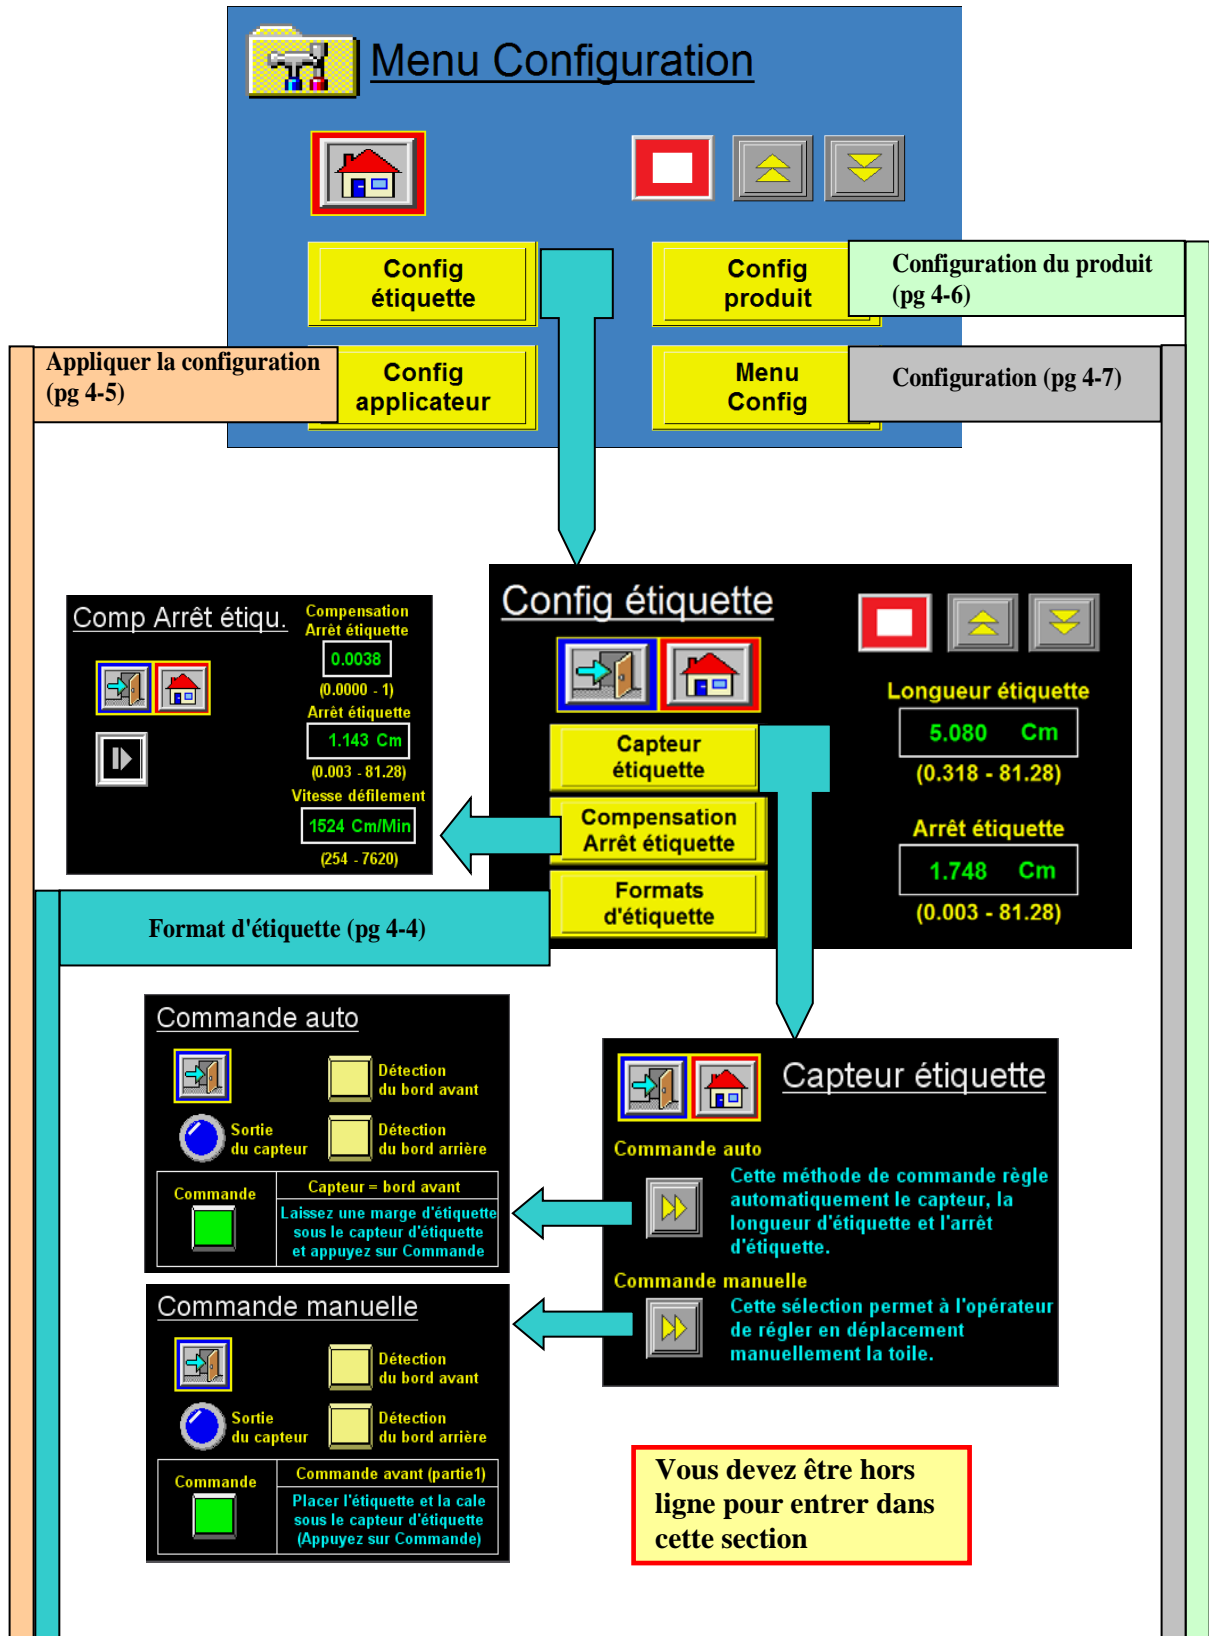 Menu Configuration
Config
étiquette
Config
produit
Configuration du produit
(pg 4-6)
Appliquer la configuration
(pg 4-5)
Config
applicateur
Menu
Config
Configuration (pg 4-7)
Comp Arrêt étiqu.
Compensation
Arrêt étiquette
0.0038
(0.0000 - 1)
Arrêt étiquette
1.143 Cm
(0.003 - 81.28)
Vitesse défilement
1524 Cm/Min
(254 - 7620)
Config étiquette
Capteur
étiquette
Compensation
Arrêt étiquette
Formats
d'étiquette
Longueur étiquette
5.080 Cm
(0.318 - 81.28)
Arrêt étiquette
1.748 Cm
(0.003 - 81.28)
Format d'étiquette (pg 4-4)
Commande auto
Détection
du bord avant
Sortie
du capteur
Détection
du bord arrière
Commande
Capteur = bord avant
Laissez une marge d'étiquette
sous le capteur d'étiquette
et appuyez sur Commande
Capteur étiquette
Commande auto
Cette méthode de commande règle
automatiquement le capteur, la
longueur d'étiquette et l'arrêt
d'étiquette.
Commande manuelle
Cette sélection permet à l'opérateur
de régler en déplacement
manuellement la toile.
Commande manuelle
Détection
du bord avant
Sortie
du capteur
Détection
du bord arrière
Commande
Commande avant (partie1)
Placer l'étiquette et la cale
sous le capteur d'étiquette
(Appuyez sur Commande)
Vous devez être hors
ligne pour entrer dans
cette section